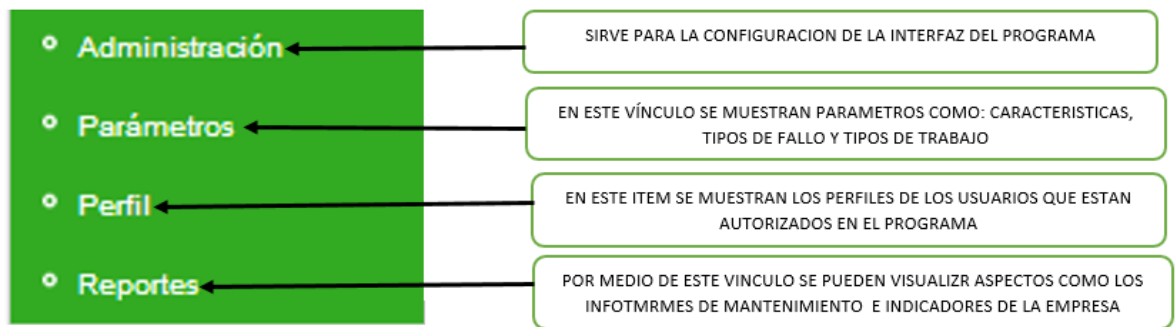 Administración
SIRVE PARA LA CONFIGURACION DE LA INTERFAZ DEL PROGRAMA
Parámetros
EN ESTE VÍNCULO SE MUESTRAN PARAMETROS COMO: CARACTERISTICAS,
TIPOS DE FALLO Y TIPOS DE TRABAJO
Perfil
EN ESTE ITEM SE MUESTRAN LOS PERFILES DE LOS USUARIOS QUE ESTAN
AUTORIZADOS EN EL PROGRAMA
Reportes
POR MEDIO DE ESTE VINCULO SE PUEDEN VISUALIZR ASPECTOS COMO LOS
INFOTMRMES DE MANTENIMIENTO E INDICADORES DE LA EMPRESA